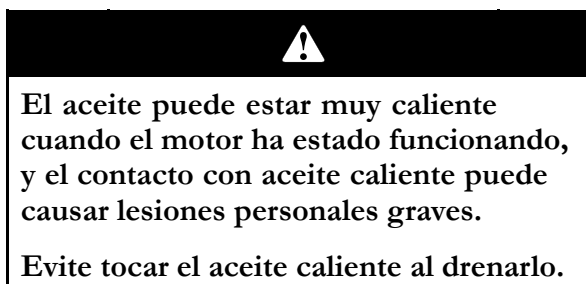 El aceite puede estar muy caliente
cuando el motor ha estado funcionando,
y el contacto con aceite caliente puede
causar lesiones personales graves.
Evite tocar el aceite caliente al drenarlo.